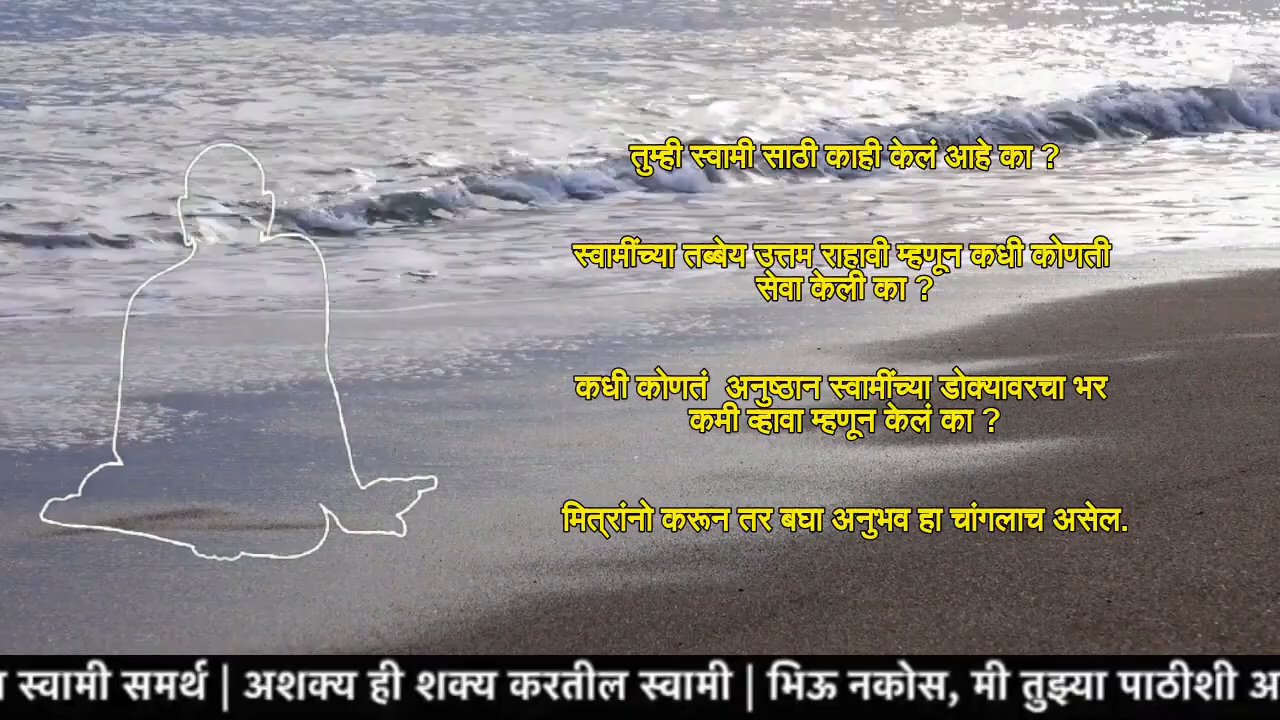 तुम्ही स्वामी साठी काही केलं आहे का ?
स्वामींच्या तब्बेय उत्तम राहावी म्हणून कधी कोणती
सेवा केली का ?
कधी कोणतं  अनुष्ठान स्वामींच्या डोक्यावरचा भर
कमी व्हावा म्हणून केलं का ?
मित्रांनो करून तर बघा अनुभव हा चांगलाच असेल.
स्वामी समर्थ | अशक्य ही शक्य करतील स्वामी | भिऊ नकोस, मी तुझ्या पाठीशी